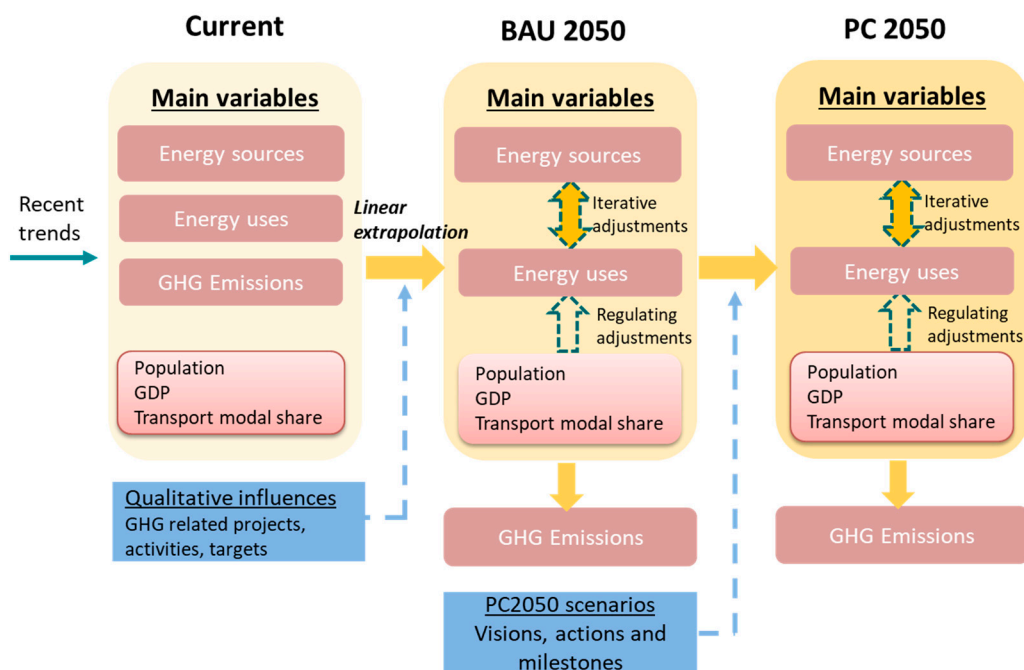 Current
BAU 2050
PC 2050
Recent
trends
Main variables
Energy sources
Energy uses
GHG Emissions
Population
GDP
Transport modal share
Linear
extrapolation
Qualitative influences
GHG related projects,
activities, targets
Main variables
Energy sources
Iterative
adjustments
Energy uses
Regulating
adjustments
Population
GDP
Transport modal share
GHG Emissions
PC2050 scenarios
Visions, actions and
milestones
Main variables
Energy sources
Iterative
adjustments
Energy uses
Regulating
adjustments
Population
GDP
Transport modal share
GHG Emissions